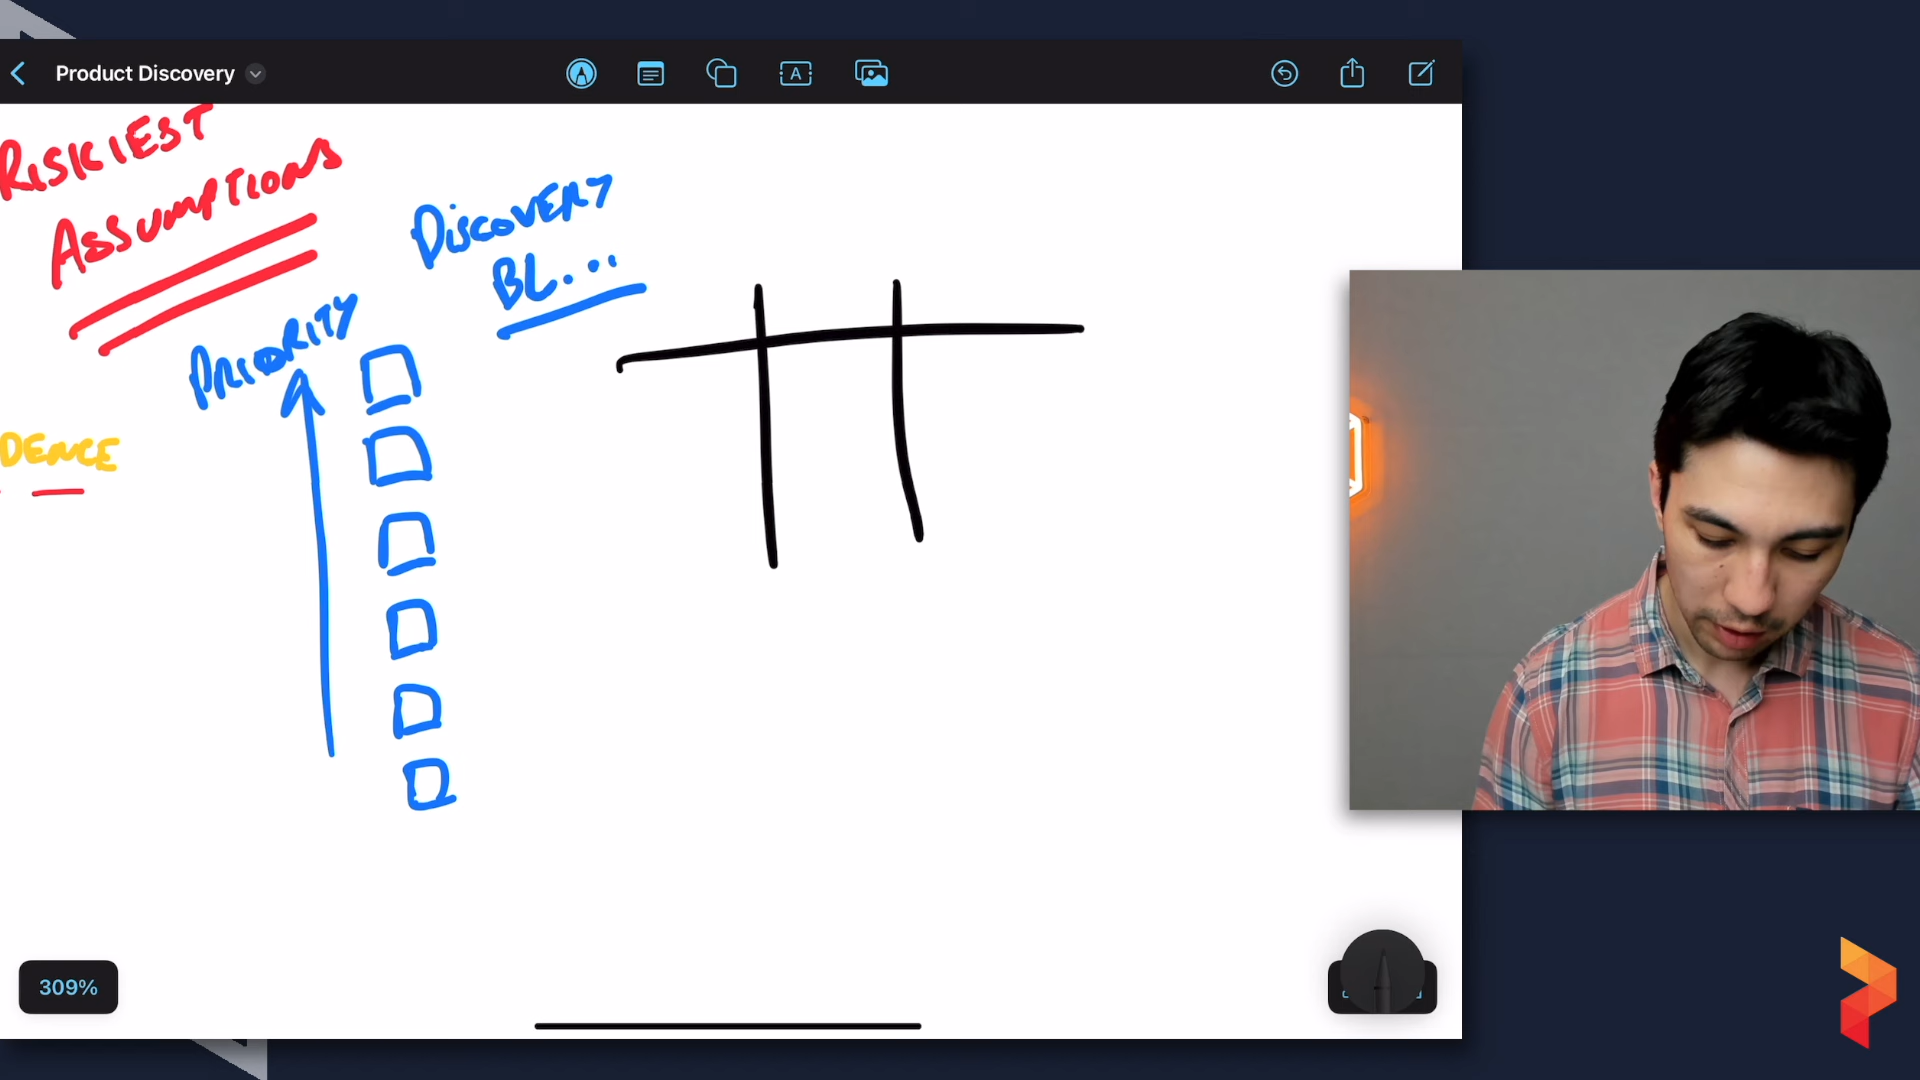 Product Discovery
RISKIEST
ASSUMPTIONS
DISCOVERY
BL...
PRIORITY
DENCE
309%